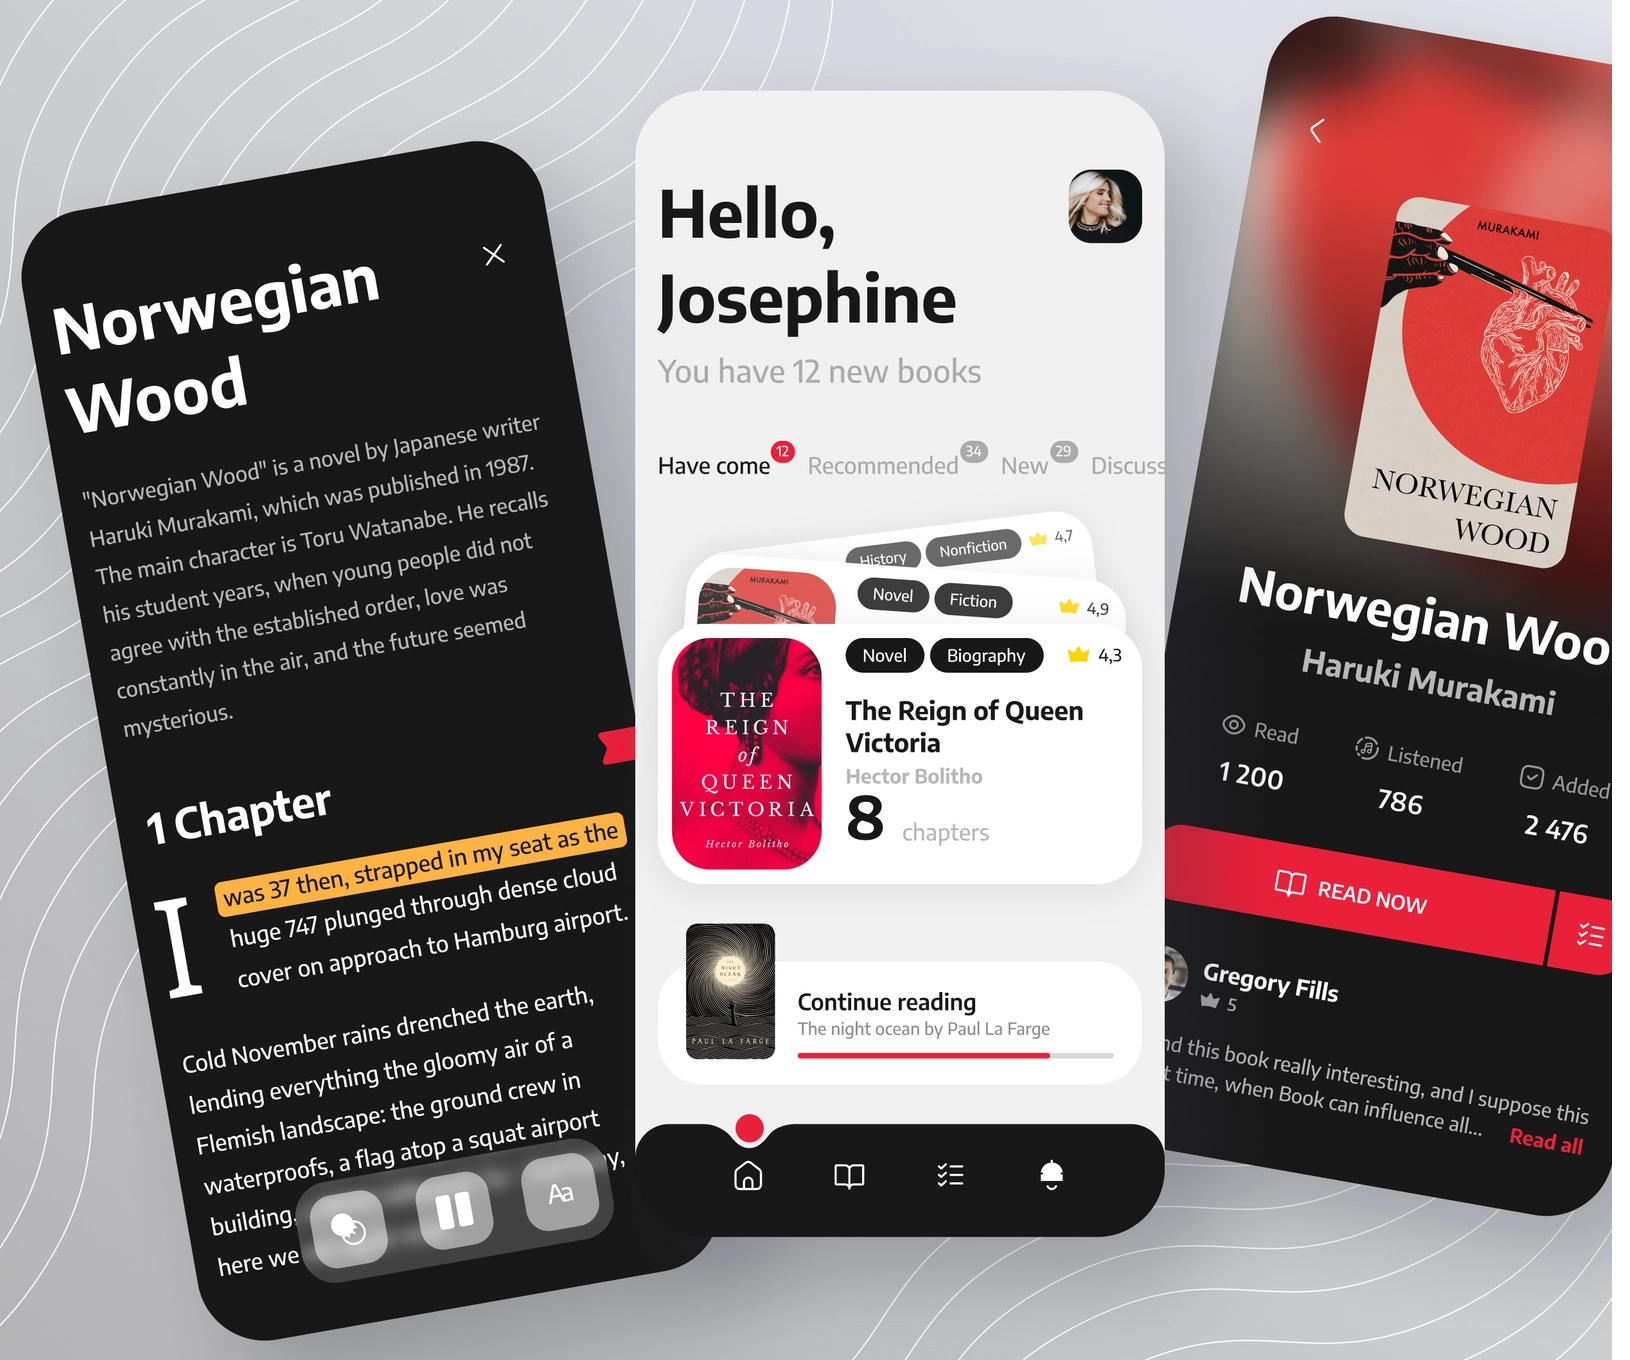 Norwegian
Wood
"Norwegian Wood" is a novel by Japanese writer
Haruki Murakami, which was published in 1987.
The main character is Toru Watanabe. He recalls
his student years, when young people did not
agree with the established order, love was
constantly in the air, and the future seemed
mysterious.
1 Chapter
I
was 37 then, strapped in my seat as the
huge 747 plunged through dense cloud
cover on approach to Hamburg airport.
Cold November rains drenched the earth,
lending everything the gloomy air of a
Flemish landscape: the ground crew in
waterproofs, a flag atop a squat airport
building,
here we
Aa
Hello,
Josephine
You have 12 new books
Have come 12 Recommended 34 New 29 Discuss
History Nonfiction 4,7
MURAKAMI
Novel Fiction 4,9
Novel Biography 4,3
THE
REIGN
of
QUEEN
VICTORIA
Hector Bolitho
The Reign of Queen
Victoria
Hector Bolitho
8 chapters
NIGHT
OCEAN
PAUL LA FARGE
Continue reading
The night ocean by Paul La Farge
MURAKAMI
NORWEGIAN
WOOD
Norwegian Woo
Haruki Murakami
Read
1 200
Listened
786
Added
2 476
READ NOW
Gregory Fills
5
nd this book really interesting, and I suppose this
t time, when Book can influence all...
Read all